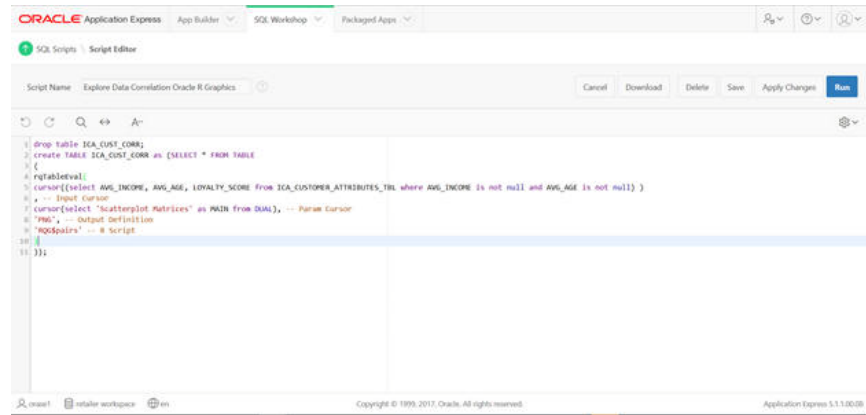 ORACLE Application Express App Builder SQL Workshop Packaged Apps
SQL Scripts \ Script Editor
Script Name Explore Data Correlation Oracle R Graphics Cancel Download Delete Save Apply Changes Run
1 drop table ICA_CUST_CORR;
2 create TABLE ICA_CUST_CORR as (SELECT * FROM TABLE
3 (
4 rqTableEval(
5 cursor((select AVG_INCOME, AVG_AGE, LOYALTY_SCORE from ICA_CUSTOMER_ATTRIBUTES_TBL where AVG_INCOME is not null and AVG_AGE is not null) )
6 , -- Input Cursor
7 cursor(select 'Scatterplot Matrices' as MAIN from DUAL), -- Param Cursor
8 'PNG', -- Output Definition
9 'RQG$pairs' -- R Script
10 )
11 ));
retailer workspace en Copyright © 1999, 2017, Oracle. All rights reserved. Application Express 5.1.1.00.08